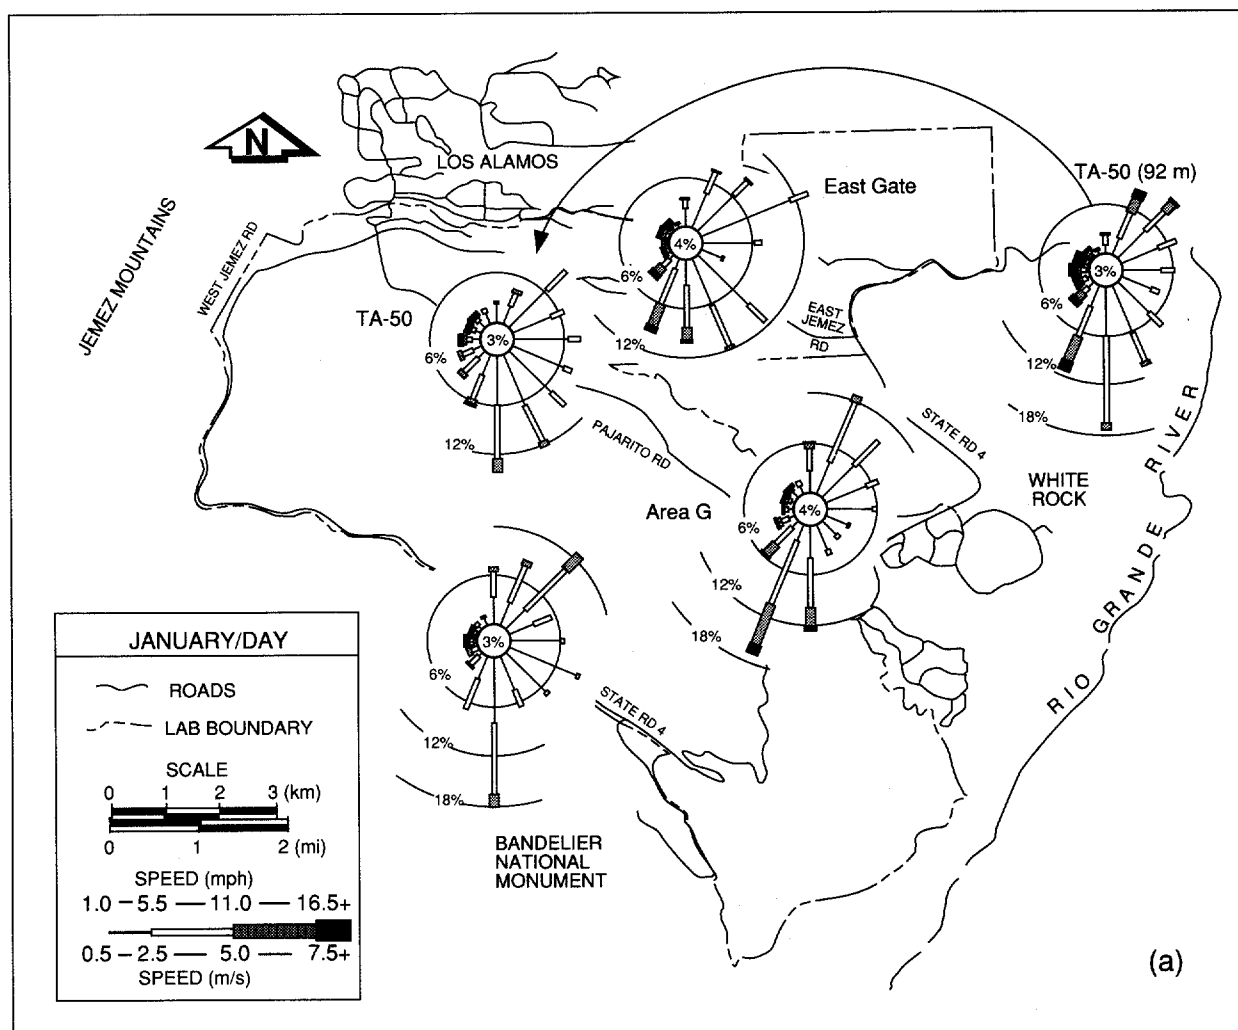 N
LOS ALAMOS
JEMEZ MOUNTAINS
WEST JEMEZ RD
East Gate
4%
6%
12%
TA-50 (92 m)
3%
6%
12%
18%
TA-50
3%
6%
12%
EAST
JEMEZ
RD
PAJARITO RD
STATE RD 4
WHITE
ROCK
RIO GRANDE RIVER
Area G
4%
6%
12%
18%
3%
6%
12%
18%
STATE RD 4
BANDELIER
NATIONAL
MONUMENT
JANUARY/DAY
ROADS
LAB BOUNDARY
SCALE
0 1 2 3 (km)
0 1 2 (mi)
SPEED (mph)
1.0 – 5.5 — 11.0 — 16.5+
0.5 – 2.5 — 5.0 — 7.5+
SPEED (m/s)
(a)